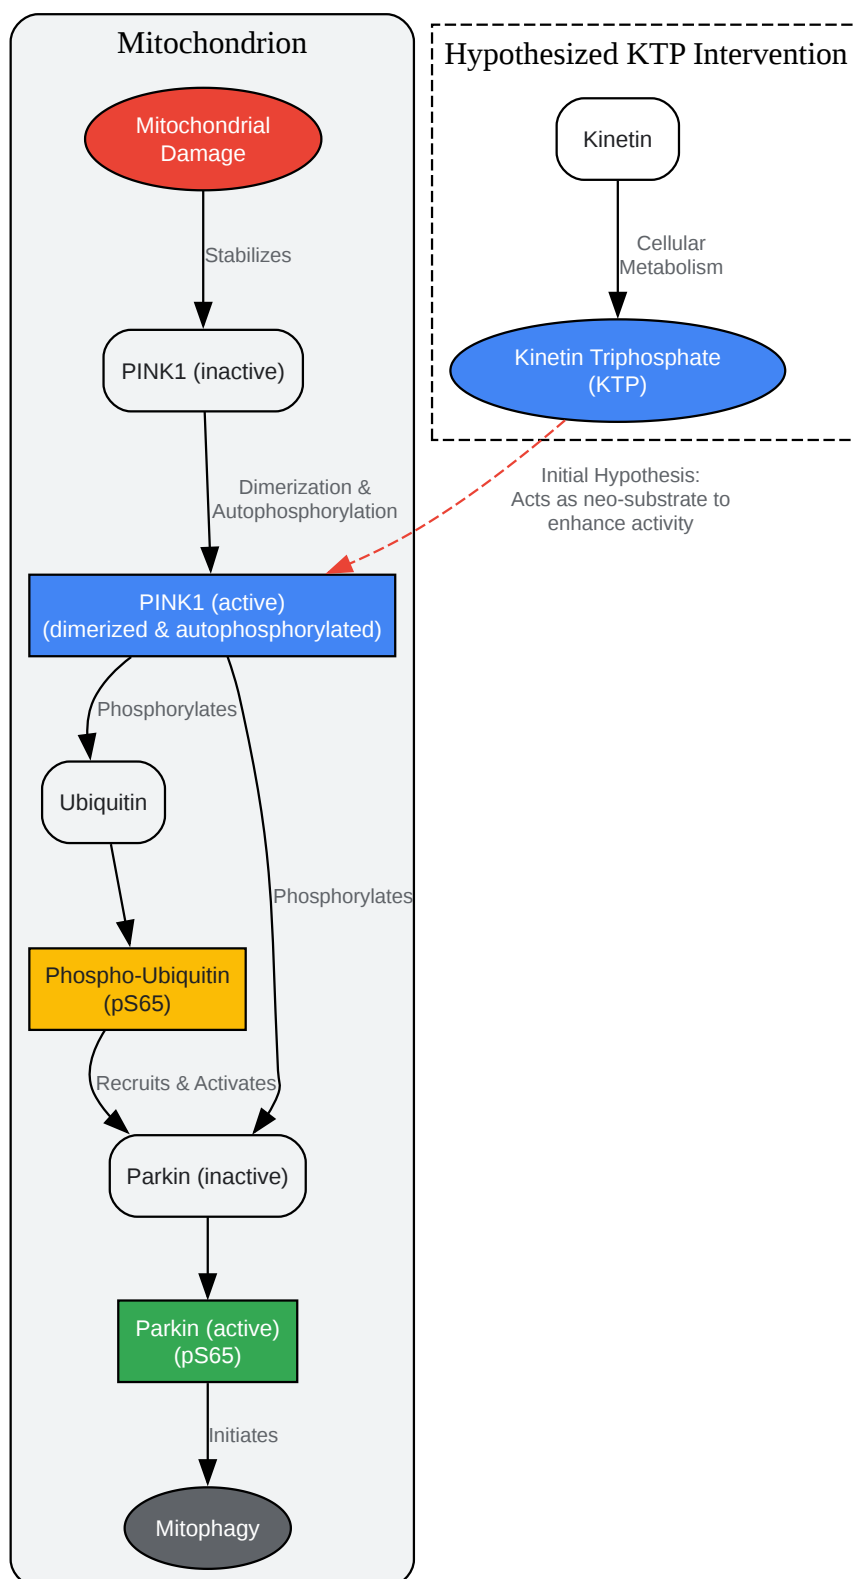 Mitochondrion
Mitochondrial
Damage
Stabilizes
PINK1 (inactive)
Dimerization &
Autophosphorylation
PINK1 (active)
(dimerized & autophosphorylated)
Phosphorylates
Ubiquitin
Phosphorylates
Phospho-Ubiquitin
(pS65)
Recruits & Activates
Parkin (inactive)
Parkin (active)
(pS65)
Initiates
Mitophagy
Hypothesized KTP Intervention
Kinetin
Cellular
Metabolism
Kinetin Triphosphate
(KTP)
Initial Hypothesis:
Acts as neo-substrate to
enhance activity